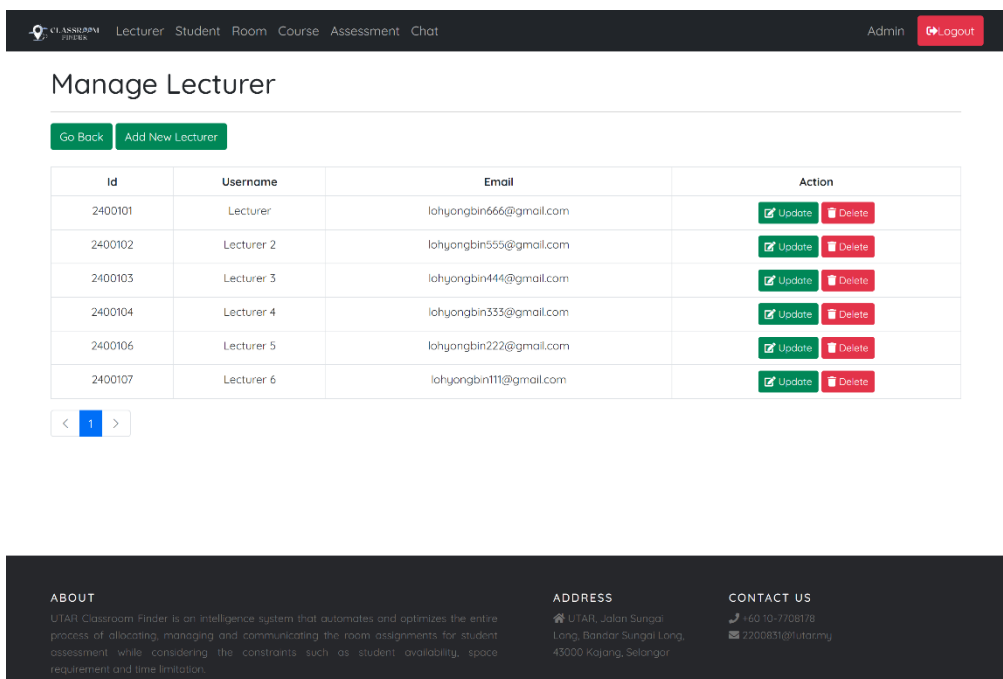 CLASSROOM FINDER Lecturer Student Room Course Assessment Chat Admin Logout
Manage Lecturer
Go Back Add New Lecturer
Id Username Email Action
2400101 Lecturer lohyongbin666@gmail.com Update Delete
2400102 Lecturer 2 lohyongbin555@gmail.com Update Delete
2400103 Lecturer 3 lohyongbin444@gmail.com Update Delete
2400104 Lecturer 4 lohyongbin333@gmail.com Update Delete
2400106 Lecturer 5 lohyongbin222@gmail.com Update Delete
2400107 Lecturer 6 lohyongbin111@gmail.com Update Delete
< 1 >
ABOUT
UTAR Classroom Finder is an intelligence system that automates and optimizes the entire
process of allocating, managing and communicating the room assignments for student
assessment while considering the constraints such as student availability, space
requirement and time limitation.
ADDRESS
UTAR, Jalan Sungai
Long, Bandar Sungai Long,
43000 Kajang, Selangor
CONTACT US
+60 10-7708178
2200831@1utar.my